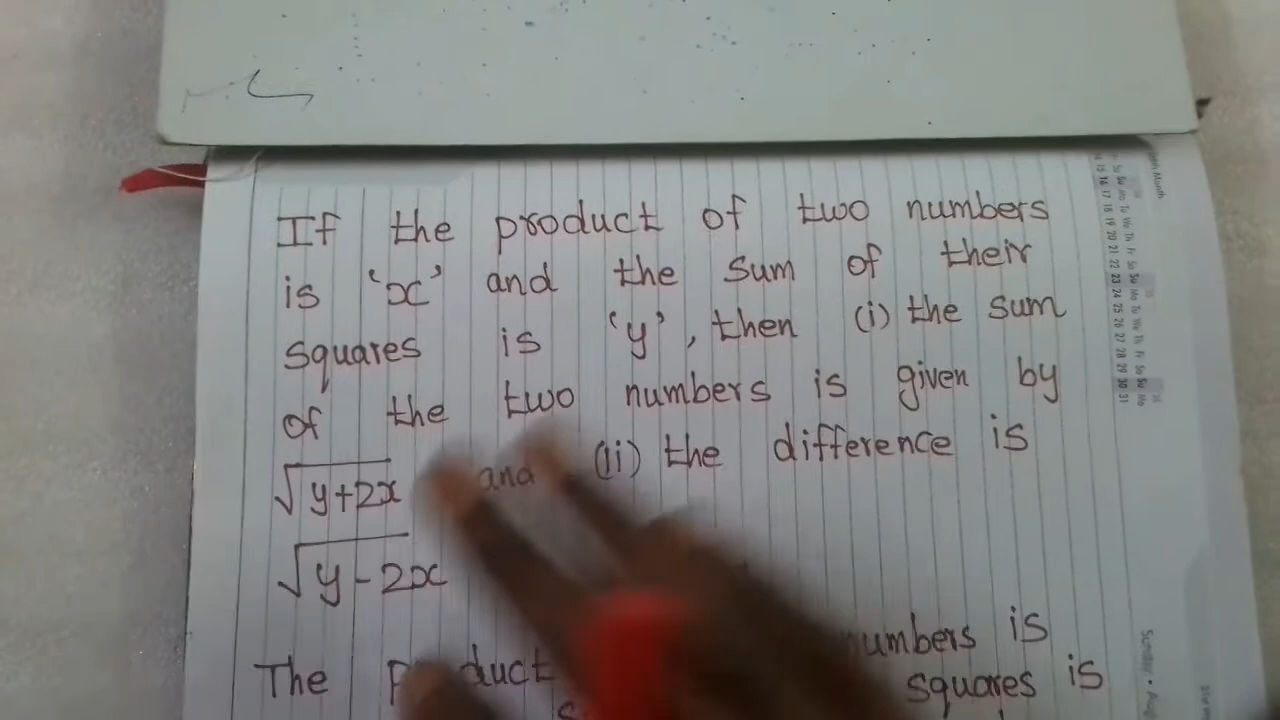 If the product of two numbers
is 'x' and the sum of their
squares is 'y', then (i) the sum
of the two numbers is given by
√y+2x and (ii) the difference is
√y-2x
The numbers is
squares is